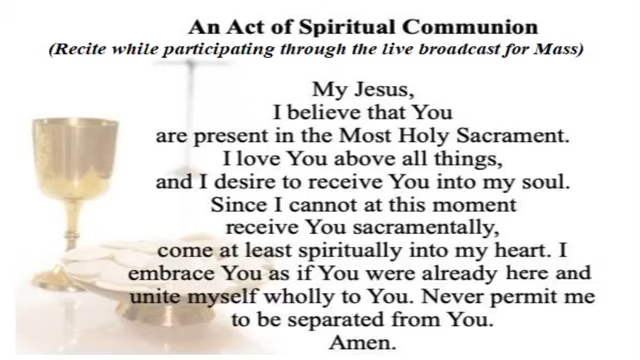 An Act of Spiritual Communion
(Recite while participating through the live broadcast for Mass)
My Jesus,
I believe that You
are present in the Most Holy Sacrament.
I love You above all things,
and I desire to receive You into my soul.
Since I cannot at this moment
receive You sacramentally,
come at least spiritually into my heart. I
embrace You as if You were already here and
unite myself wholly to You. Never permit me
to be separated from You.
Amen.